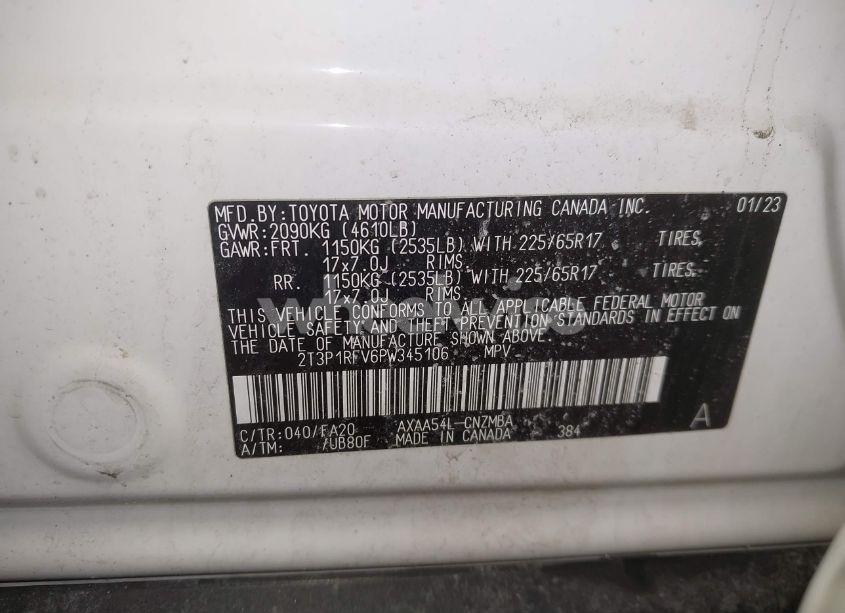 MFD.BY:TOYOTA MOTOR MANUFACTURING CANADA INC. 01/23
GVWR:2090KG (4610LB)
GAWR:FRT. 1150KG (2535LB) WITH 225/65R17 TIRES,
17x7.0J RIMS
RR. 1150KG (2535LB) WITH 225/65R17 TIRES,
17x7.0J RIMS
THIS VEHICLE CONFORMS TO ALL APPLICABLE FEDERAL MOTOR
VEHICLE SAFETY AND THEFT PREVENTION STANDARDS IN EFFECT ON
THE DATE OF MANUFACTURE SHOWN ABOVE.
2T3P1RFV6PW345106 MPV
C/TR:040/FA20 AXAA54L-CNZMBA 384 A
A/TM: /UB80F MADE IN CANADA